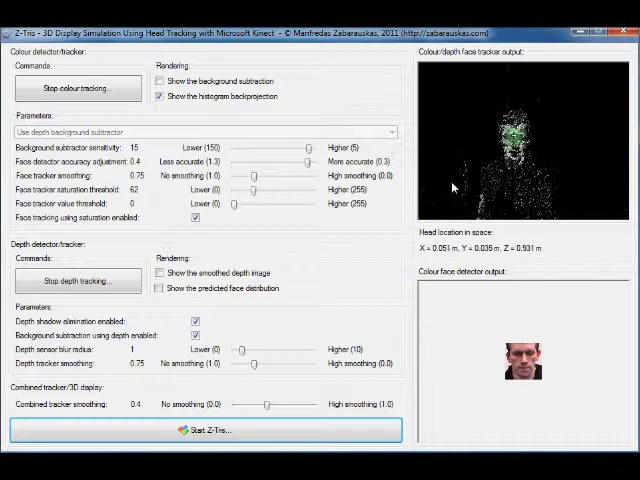 Z-Tris - 3D Display Simulation Using Head Tracking with Microsoft Kinect - © Manfredas Zabarauskas, 2011 (http://zabarauskas.com)
Colour detector/tracker:
Commands:
Stop colour tracking...
Rendering:
Show the background subtraction
Show the histogram backprojection
Parameters:
Use depth background subtractor
Background subtractor sensitivity: 15 Lower (150) Higher (5)
Face detector accuracy adjustment: 0.4 Less accurate (1.3) More accurate (0.3)
Face tracker smoothing: 0.75 No smoothing (1.0) High smoothing (0.0)
Face tracker saturation threshold: 62 Lower (0) Higher (255)
Face tracker value threshold: 0 Lower (0) Higher (255)
Face tracking using saturation enabled:
Depth detector/tracker:
Commands:
Stop depth tracking...
Rendering:
Show the smoothed depth image
Show the predicted face distribution
Parameters:
Depth shadow elimination enabled:
Background subtraction using depth enabled:
Depth sensor blur radius: 1 Lower (0) Higher (10)
Depth tracker smoothing: 0.75 No smoothing (1.0) High smoothing (0.0)
Combined tracker/3D display:
Combined tracker smoothing: 0.4 No smoothing (0.0) High smoothing (1.0)
Start Z-Tris...
Colour/depth face tracker output:
Head location in space:
X = 0.051 m, Y = 0.035 m, Z = 0.931 m
Colour face detector output: